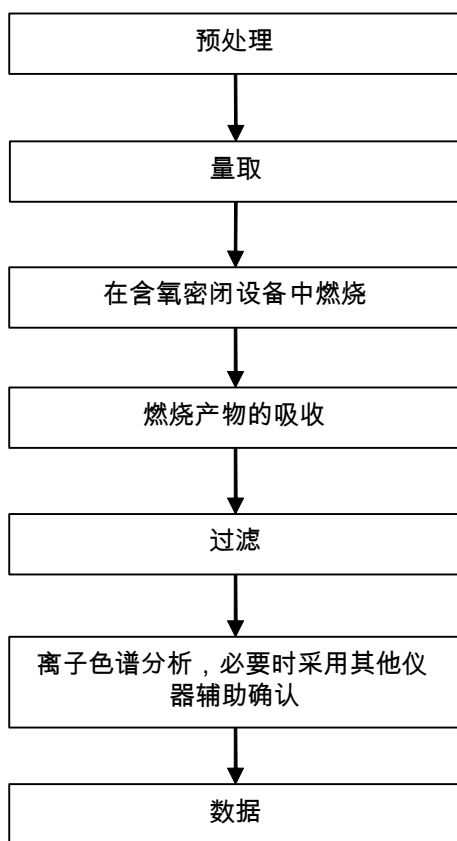 预处理
量取
在含氧密闭设备中燃烧
燃烧产物的吸收
过滤
离子色谱分析，必要时采用其他仪
器辅助确认
数据